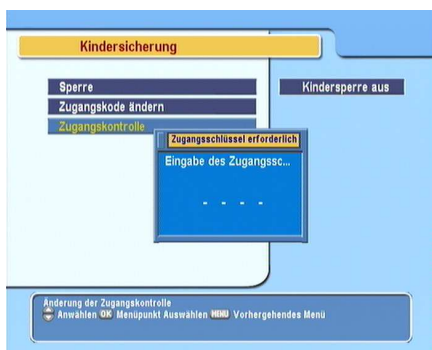 Kindersicherung
Sperre
Kindersperre aus
Zugangskode ändern
Zugangskontrolle
Zugangsschlüssel erforderlich
Eingabe des Zugangssc...
- - - -
Änderung der Zugangskontrolle
Anwählen OK Menüpunkt Auswählen MENU Vorhergehendes Menü